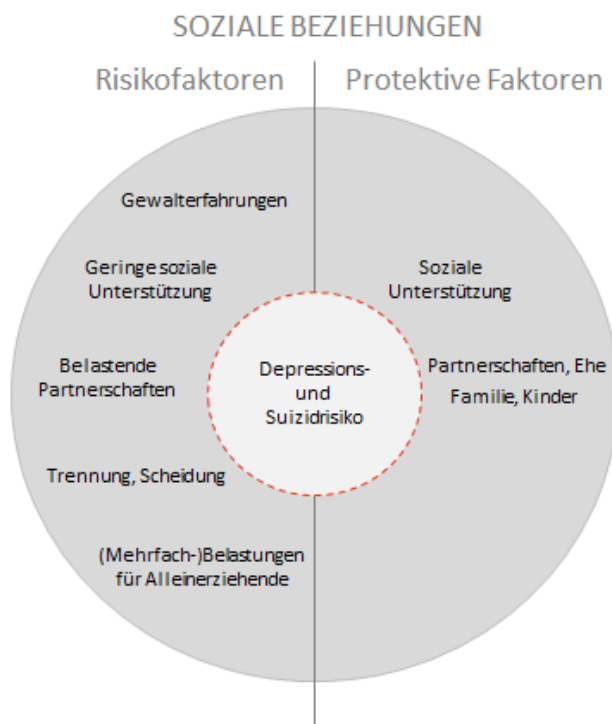 SOZIALE BEZIEHUNGEN
Risikofaktoren
Protektive Faktoren
Gewalterfahrungen
Geringe soziale
Unterstützung
Belastende
Partnerschaften
Trennung, Scheidung
(Mehrfach-)Belastungen
für Alleinerziehende
Depressions-
und
Suizidrisiko
Soziale
Unterstützung
Partnerschaften, Ehe
Familie, Kinder